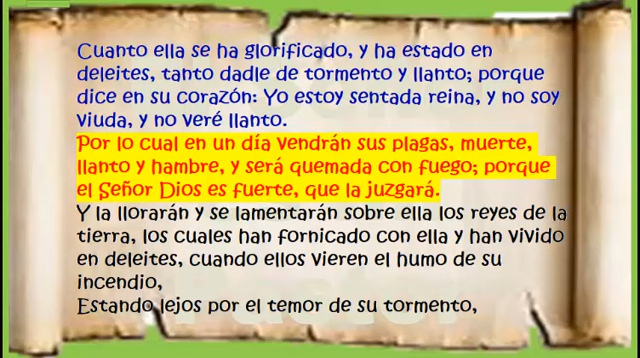 Cuanto ella se ha glorificado, y ha estado en
deleites, tanto dadle de tormento y llanto; porque
dice en su corazón: Yo estoy sentada reina, y no soy
viuda, y no veré llanto.
Por lo cual en un día vendrán sus plagas, muerte,
llanto y hambre, y será quemada con fuego; porque
el Señor Dios es fuerte, que la juzgará.
Y la llorarán y se lamentarán sobre ella los reyes de la
tierra, los cuales han fornicado con ella y han vivido
en deleites, cuando ellos vieren el humo de su
incendio,
Estando lejos por el temor de su tormento,